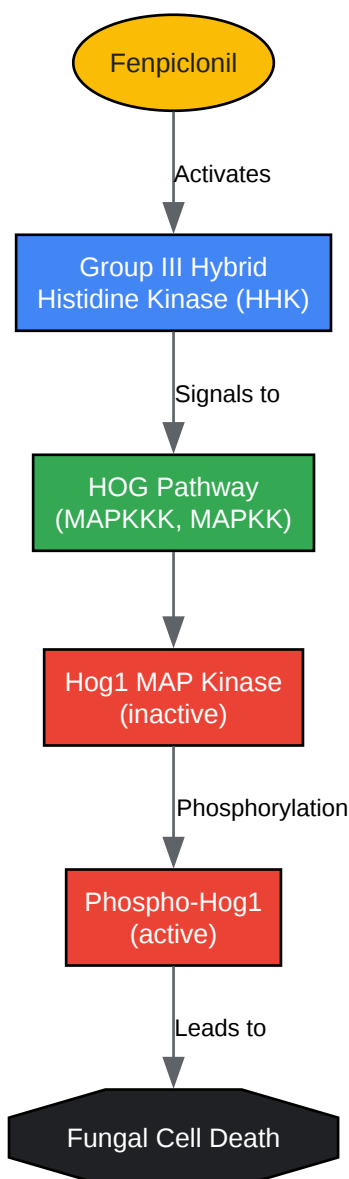 Fenpiclonil
Activates
Group III Hybrid
Histidine Kinase (HHK)
Signals to
HOG Pathway
(MAPKKK, MAPKK)
Hog1 MAP Kinase
(inactive)
Phosphorylation
Phospho-Hog1
(active)
Leads to
Fungal Cell Death